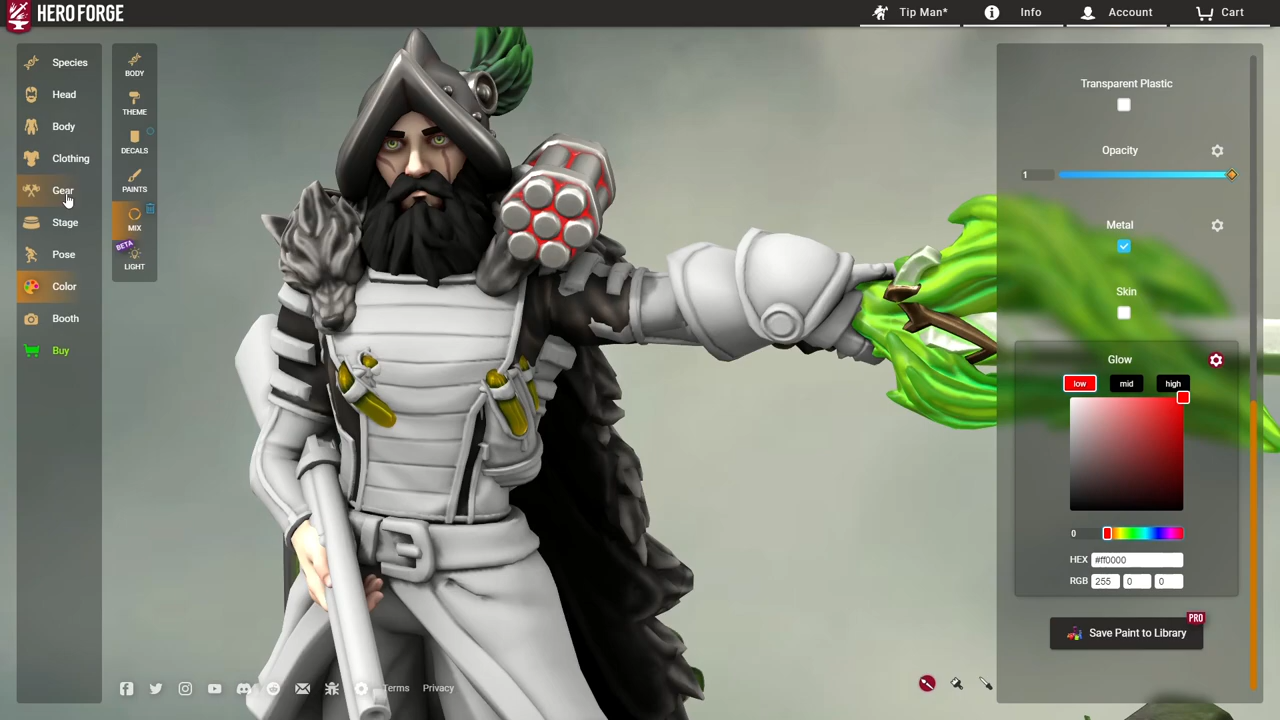 HERO FORGE
Tip Man*
Info
Account
Cart
Species
Head
Body
Clothing
Gear
Stage
Pose
Color
Booth
Buy
BODY
THEME
DECALS
PAINTS
MIX
BETA
LIGHT
Transparent Plastic
Opacity
1
Metal
Skin
Glow
low mid high
0
HEX #ff0000
RGB 255 0 0
PRO
Save Paint to Library
Terms
Privacy